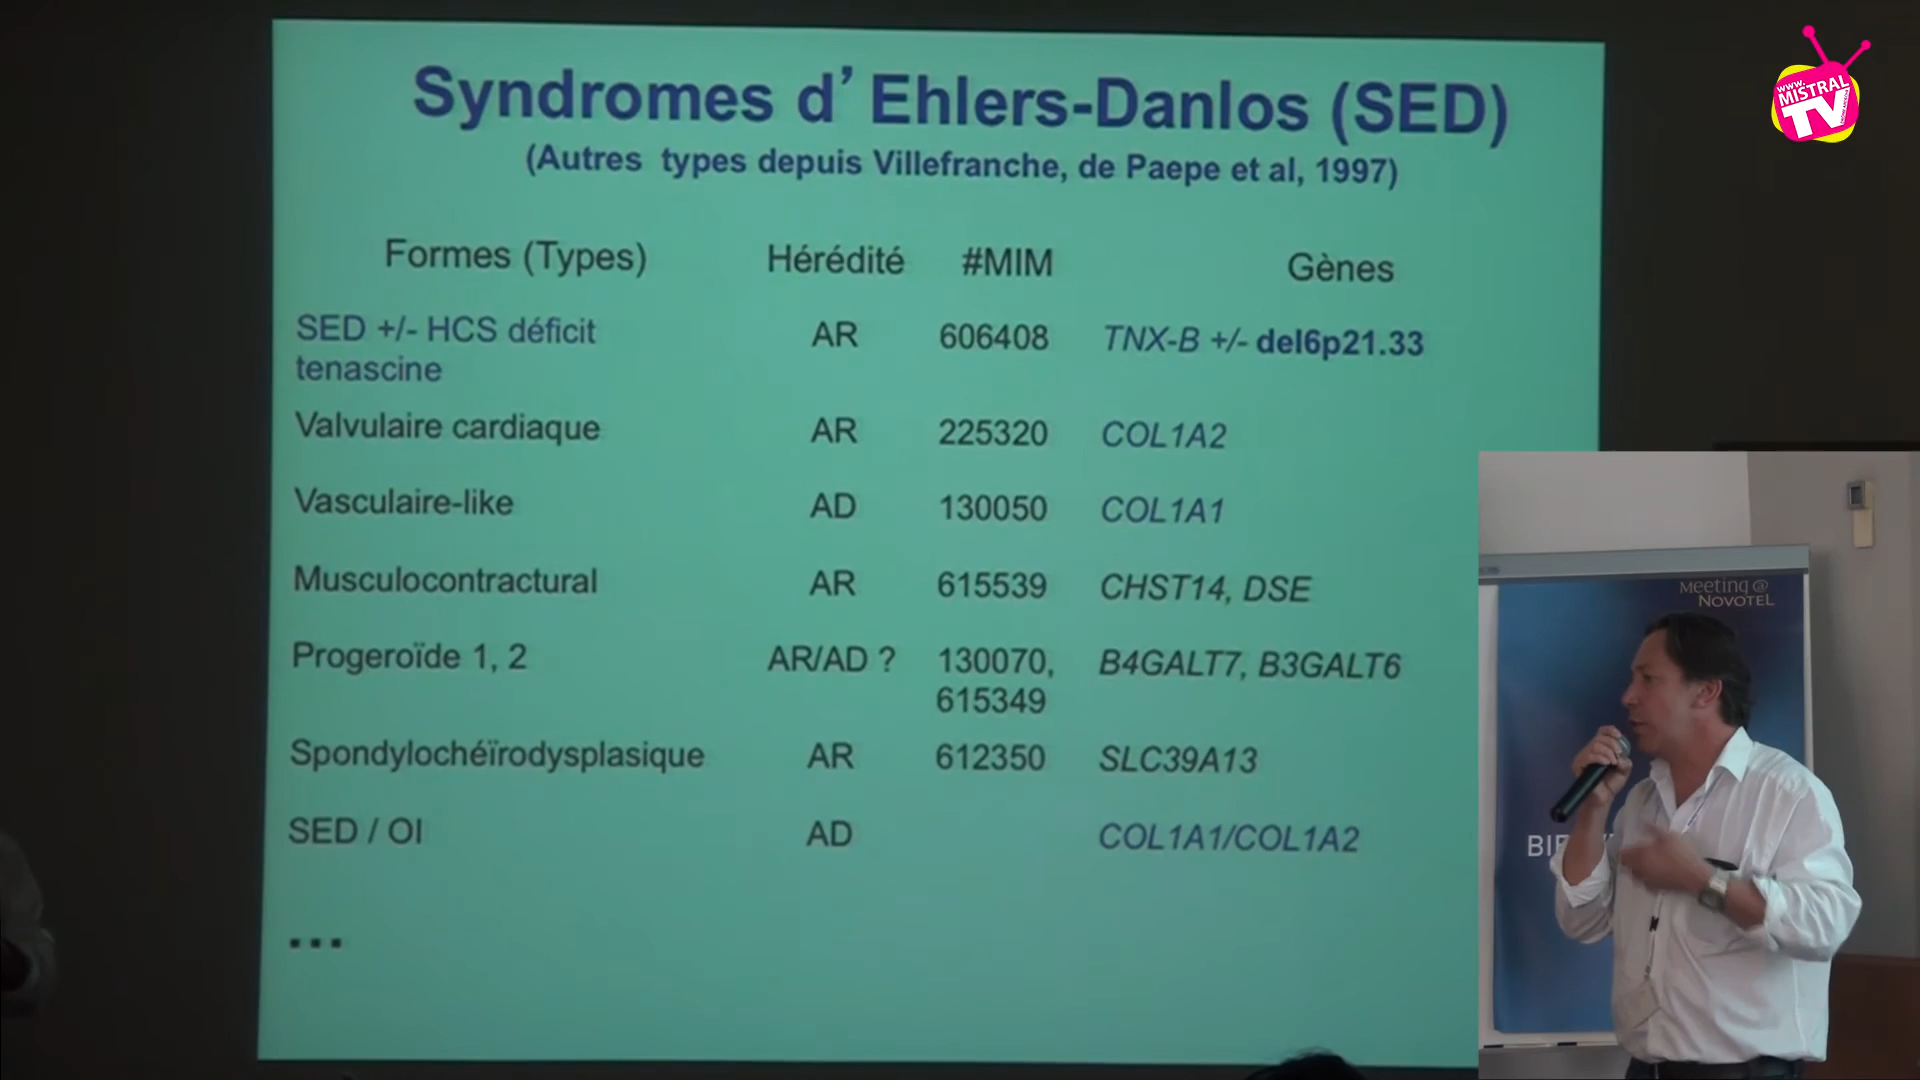 Syndromes d’ Ehlers-Danlos (SED)
(Autres types depuis Villefranche, de Paepe et al, 1997)
Formes (Types) Hérédité #MIM Gènes
SED +/- HCS déficit tenascine AR 606408 TNX-B +/- del6p21.33
Valvulaire cardiaque AR 225320 COL1A2
Vasculaire-like AD 130050 COL1A1
Musculocontractural AR 615539 CHST14, DSE
Progeroïde 1, 2 AR/AD ? 130070, 615349 B4GALT7, B3GALT6
Spondylochéïrodysplasique AR 612350 SLC39A13
SED / OI AD COL1A1/COL1A2
...
www.
MISTRAL
TV
Meeting @
NOVOTEL